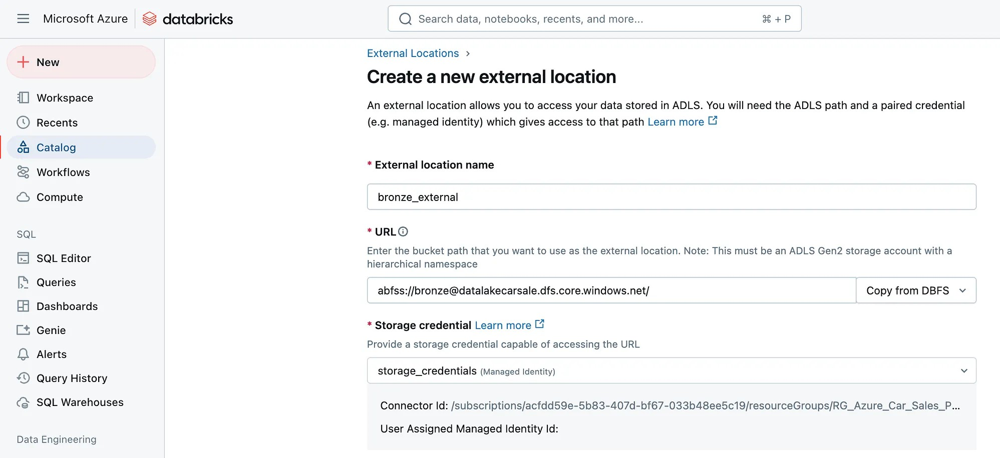 Microsoft Azure
databricks
Search data, notebooks, recents, and more...
⌘ + P
New
Workspace
Recents
Catalog
Workflows
Compute
SQL
SQL Editor
Queries
Dashboards
Genie
Alerts
Query History
SQL Warehouses
Data Engineering
External Locations ›
Create a new external location
An external location allows you to access your data stored in ADLS. You will need the ADLS path and a paired credential
(e.g. managed identity) which gives access to that path Learn more
* External location name
bronze_external
* URL
Enter the bucket path that you want to use as the external location. Note: This must be an ADLS Gen2 storage account with a
hierarchical namespace
abfss://bronze@datalakecarsale.dfs.core.windows.net/
Copy from DBFS
* Storage credential Learn more
Provide a storage credential capable of accessing the URL
storage_credentials (Managed Identity)
Connector Id: /subscriptions/acfdd59e-5b83-407d-bf67-033b48ee5c19/resourceGroups/RG_Azure_Car_Sales_P...
User Assigned Managed Identity Id: